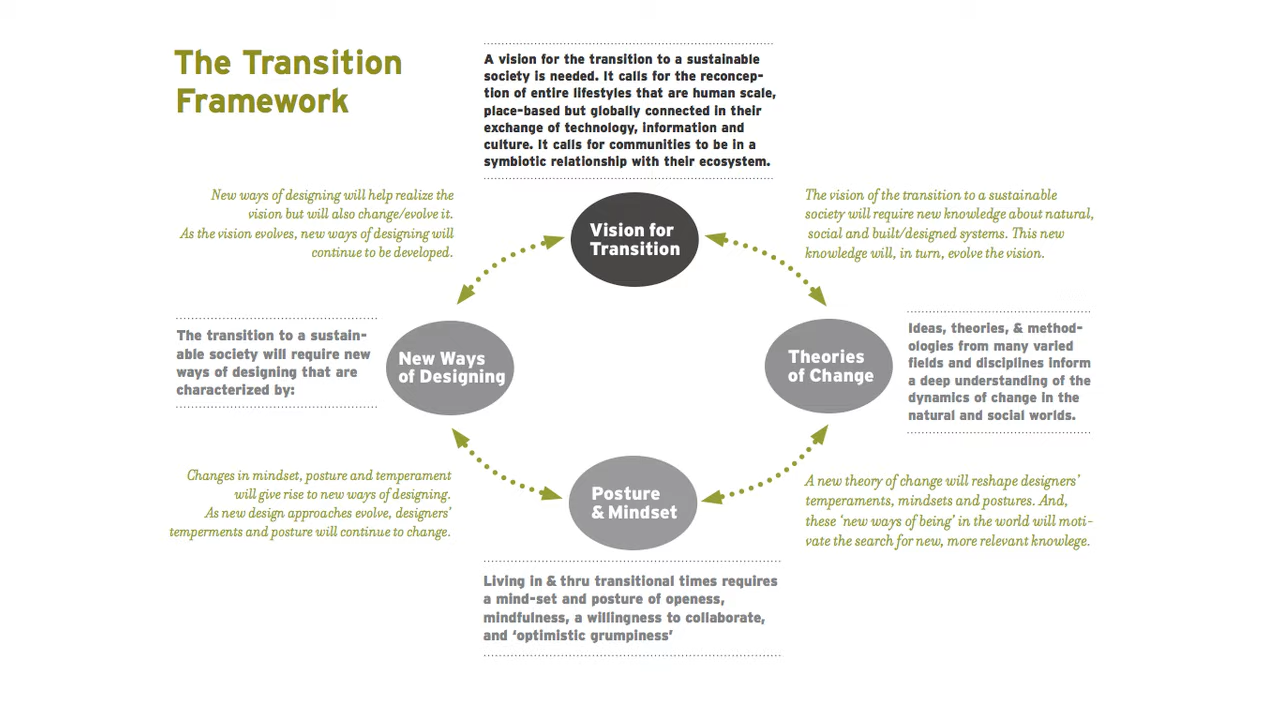 The Transition
Framework
A vision for the transition to a sustainable
society is needed. It calls for the reconcep-
tion of entire lifestyles that are human scale,
place-based but globally connected in their
exchange of technology, information and
culture. It calls for communities to be in a
symbiotic relationship with their ecosystem.
New ways of designing will help realize the
vision but will also change/evolve it.
As the vision evolves, new ways of designing will
continue to be developed.
Vision for
Transition
The vision of the transition to a sustainable
society will require new knowledge about natural,
social and built/designed systems. This new
knowledge will, in turn, evolve the vision.
The transition to a sustain-
able society will require new
ways of designing that are
characterized by:
New Ways
of Designing
Theories
of Change
Ideas, theories, & method-
ologies from many varied
fields and disciplines inform
a deep understanding of the
dynamics of change in the
natural and social worlds.
Changes in mindset, posture and temperament
will give rise to new ways of designing.
As new design approaches evolve, designers'
temperments and posture will continue to change.
Posture
& Mindset
A new theory of change will reshape designers'
temperaments, mindsets and postures. And,
these 'new ways of being' in the world will moti-
vate the search for new, more relevant knowlege.
Living in & thru transitional times requires
a mind-set and posture of openess,
mindfulness, a willingness to collaborate,
and 'optimistic grumpiness'